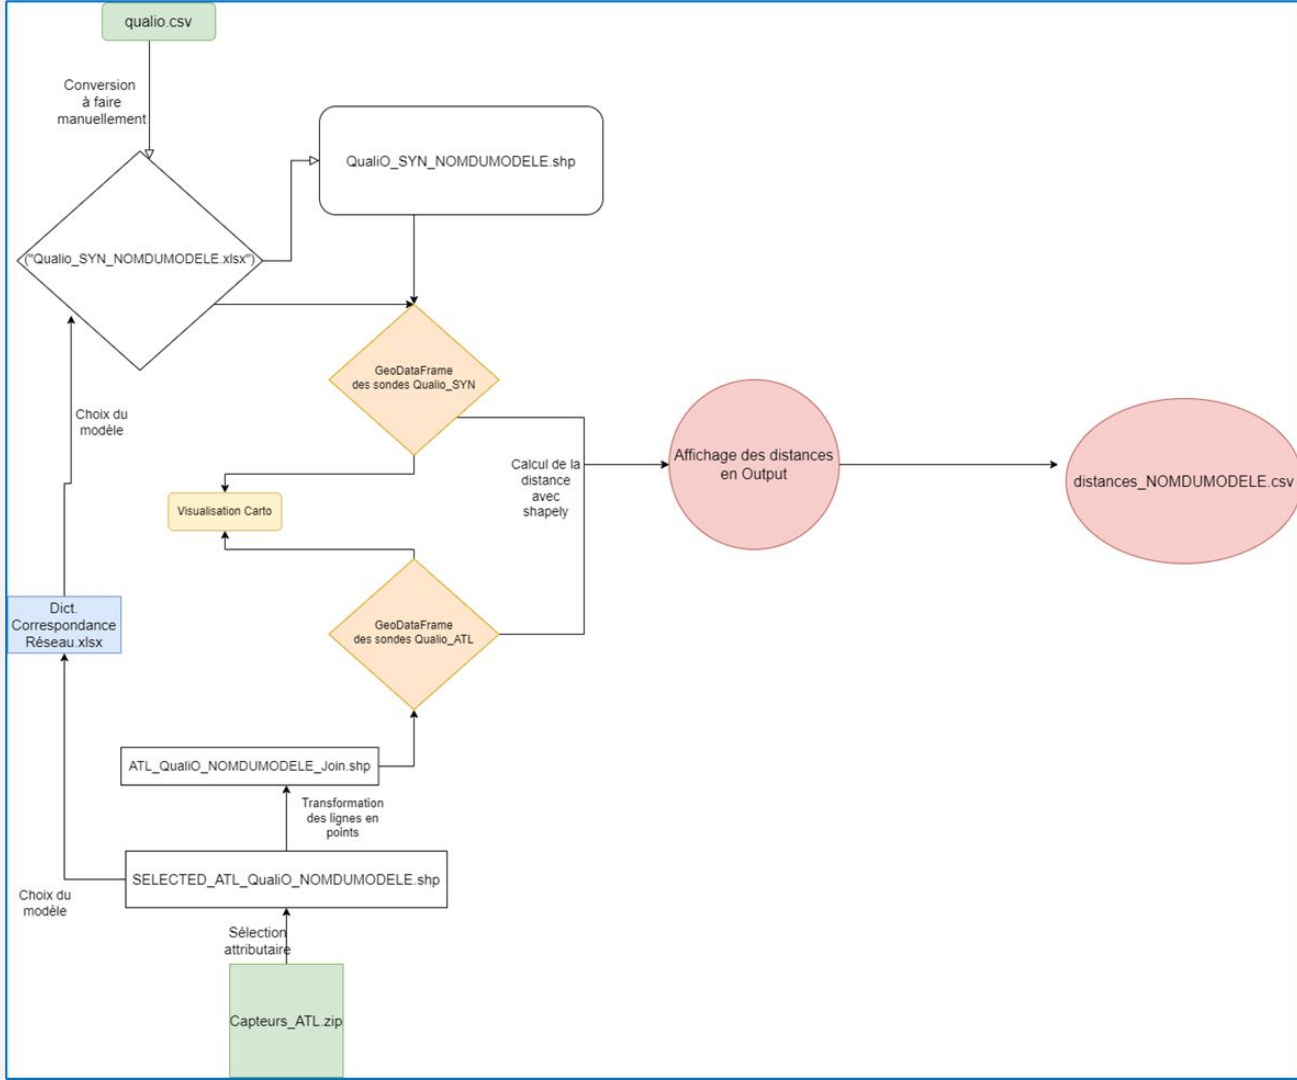 qualio.csv
Conversion
à faire
manuellement
QualiO_SYN_NOMDUMODELE.shp
("Qualio_SYN_NOMDUMODELE.xlsx")
GeoDataFrame
des sondes Qualio_SYN
Choix du
modèle
Calcul de la
distance
avec
shapely
Affichage des distances
en Output
distances_NOMDUMODELE.csv
Visualisation Carto
Dict.
Correspondance
Réseau.xlsx
GeoDataFrame
des sondes Qualio_ATL
ATL_QualiO_NOMDUMODELE_Join.shp
Transformation
des lignes en
points
SELECTED_ATL_QualiO_NOMDUMODELE.shp
Choix du
modèle
Sélection
attributaire
Capteurs_ATL.zip